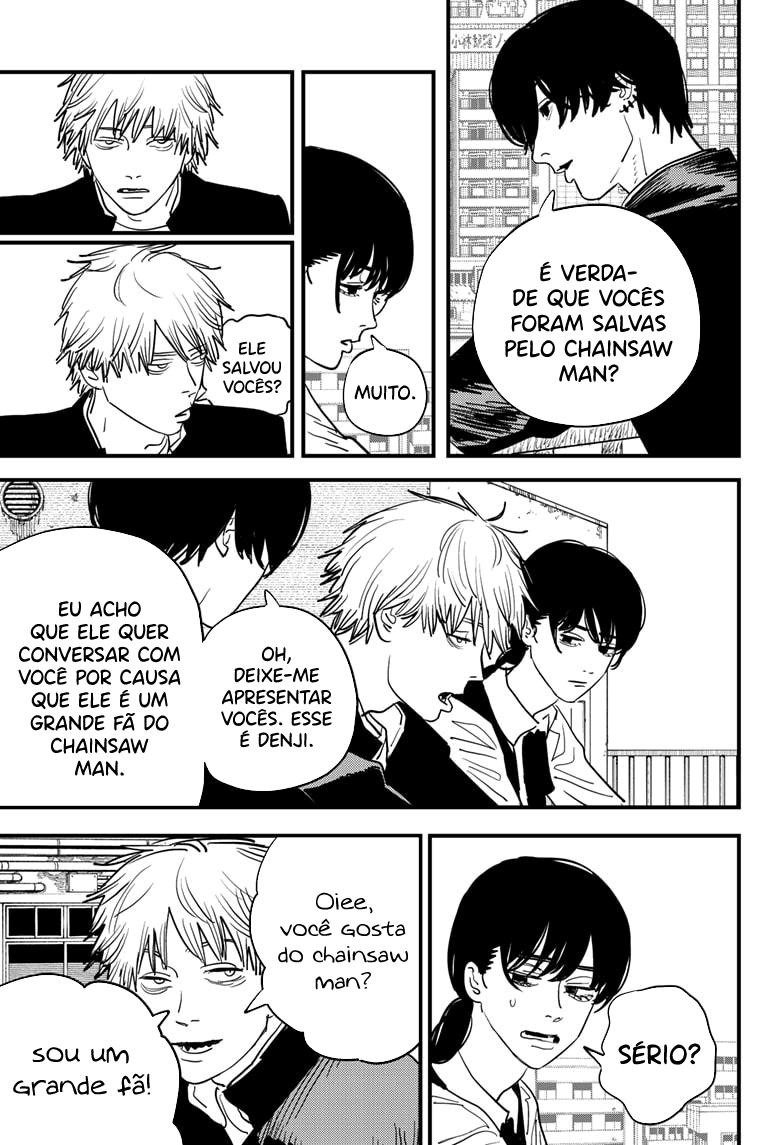 É VERDA-
DE QUE VOCÊS
FORAM SALVAS
PELO CHAINSAW
MAN?
MUITO.
ELE
SALVOU
VOCÊS?
OH,
DEIXE-ME
APRESENTAR
VOCÊS. ESSE
É DENJI.
EU ACHO
QUE ELE QUER
CONVERSAR COM
VOCÊ POR CAUSA
QUE ELE É UM
GRANDE FÃ DO
CHAINSAW
MAN.
SÉRIO?
Oiee,
você gosta
do chainsaw
man?
sou um
grande fã!